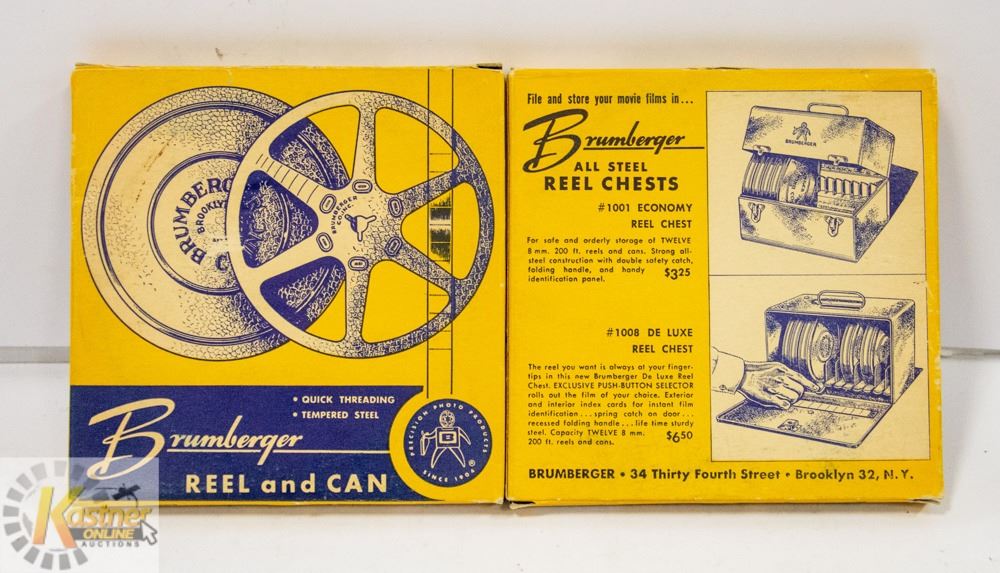 BRUMBERG
BROOKLY
BRUMBERGER
CO. INC.
• QUICK THREADING
• TEMPERED STEEL
Brumberger
REEL and CAN
PRECISION PHOTO PRODUCTS
SINCE 1904
®
File and store your movie films in...
Brumberger
ALL STEEL
REEL CHESTS
#1001 ECONOMY
REEL CHEST
For safe and orderly storage of TWELVE
8 mm. 200 ft. reels and cans. Strong all-
steel construction with double safety catch,
folding handle, and handy
identification panel. $3.25
#1008 DE LUXE
REEL CHEST
The reel you want is always at your finger-
tips in this new Brumberger De Luxe Reel
Chest. EXCLUSIVE PUSH-BUTTON SELECTOR
rolls out the film of your choice. Exterior
and interior index cards for instant film
identification...spring catch on door...
recessed folding handle...life time sturdy
steel. Capacity TWELVE 8 mm.
200 ft. reels and cans. $6.50
BRUMBERGER
BRUMBERGER • 34 Thirty Fourth Street • Brooklyn 32, N. Y.
Kastner
ONLINE
AUCTIONS